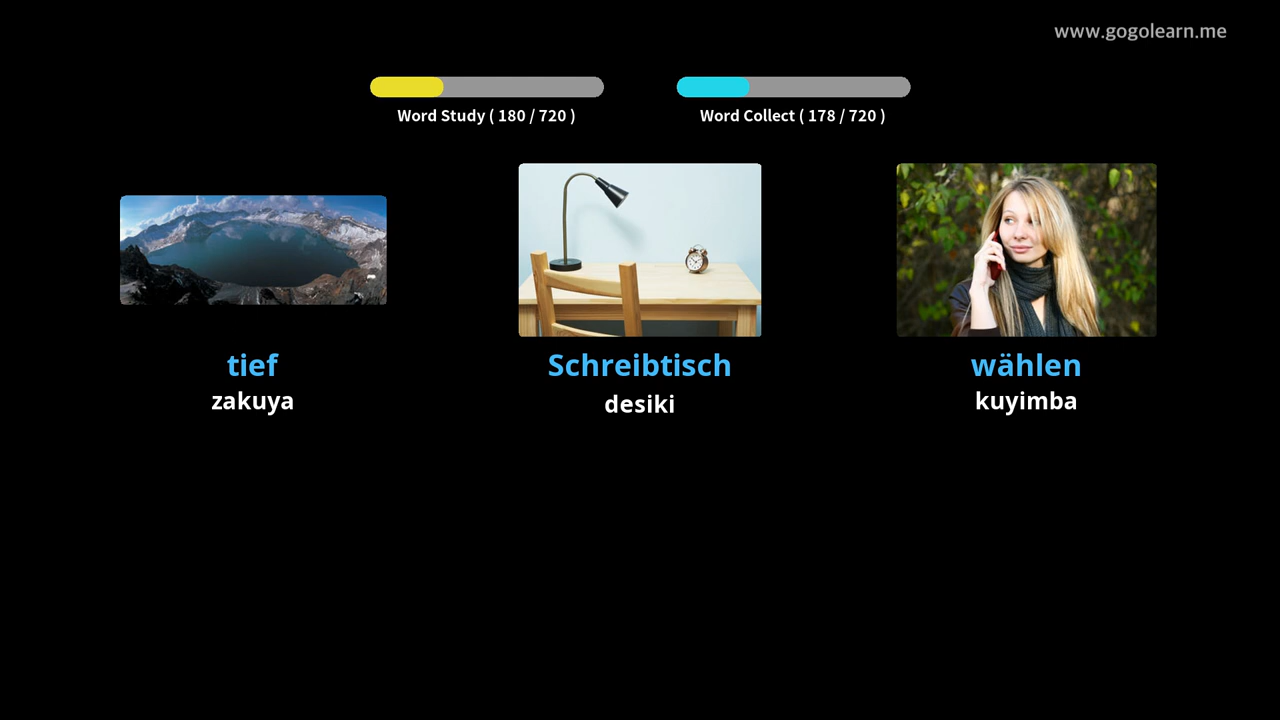 www.gogolearn.me
Word Study ( 180 / 720 )
Word Collect ( 178 / 720 )
tief
zakuya
Schreibtisch
desiki
wählen
kuyimba